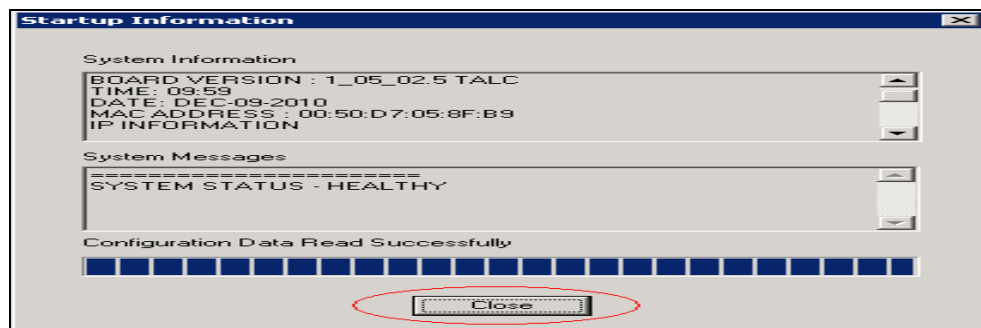 Startup Information
System Information
BOARD VERSION : 1_05_02.5 TALC
TIME: 09:59
DATE: DEC-09-2010
MAC ADDRESS : 00:50:D7:05:8F:B9
IP INFORMATION
System Messages
========================
SYSTEM STATUS - HEALTHY
Configuration Data Read Successfully
Close